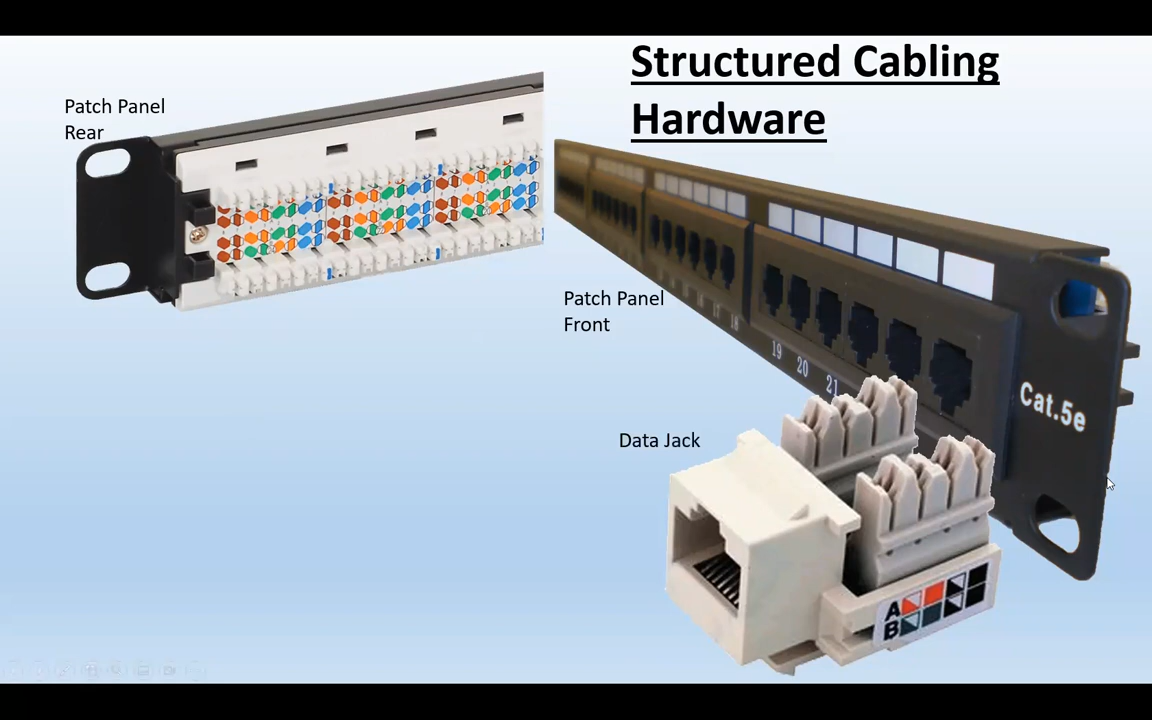 Structured Cabling
Hardware
Patch Panel
Rear
Patch Panel
Front
19 20 21
Cat.5e
Data Jack
A
B